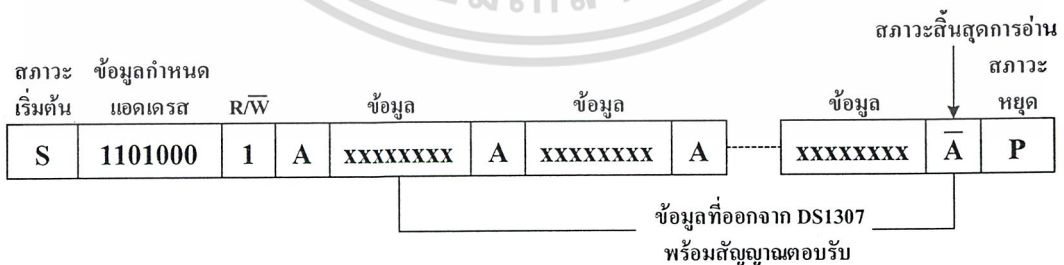 สภาวะสิ้นสุดการอ่าน
สภาวะ ข้อมูลกำหนด สภาวะ
เริ่มต้น แอดเดรส R/W̅ ข้อมูล ข้อมูล ข้อมูล หยุด
S 1101000 1 A XXXXXXXX A XXXXXXXX A XXXXXXXX A̅ P
ข้อมูลที่ออกจาก DS1307
พร้อมสัญญาณตอบรับ